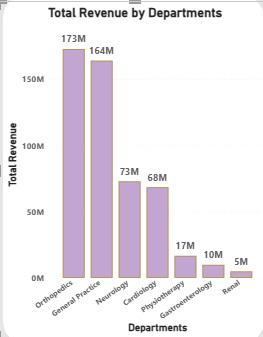 Total Revenue by Departments
173M
164M
150M
Total Revenue
100M
73M
68M
50M
17M
10M
5M
0M
Orthopedics
General Practice
Neurology
Cardiology
Physiotherapy
Gastroenterology
Renal
Departments